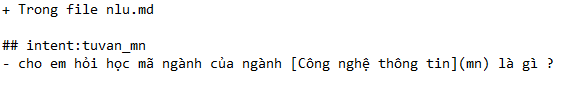 + Trong file nlu.md
## intent:tuvan_mn
- cho em hỏi học mã ngành của ngành [Công nghệ thông tin](mn) là gì ?